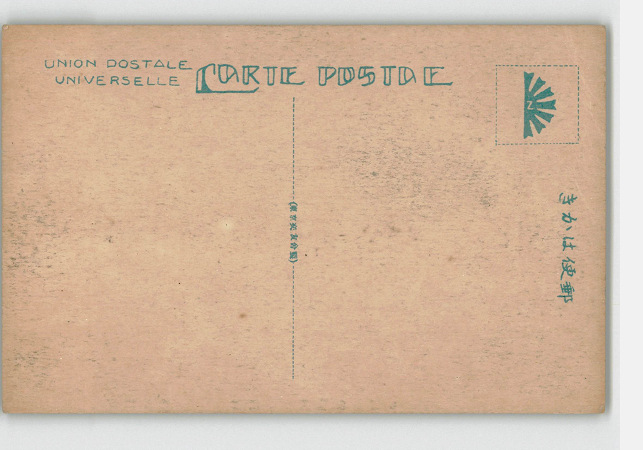 UNION POSTALE
UNIVERSELLE
CARTE POSTALE
きかは便郵